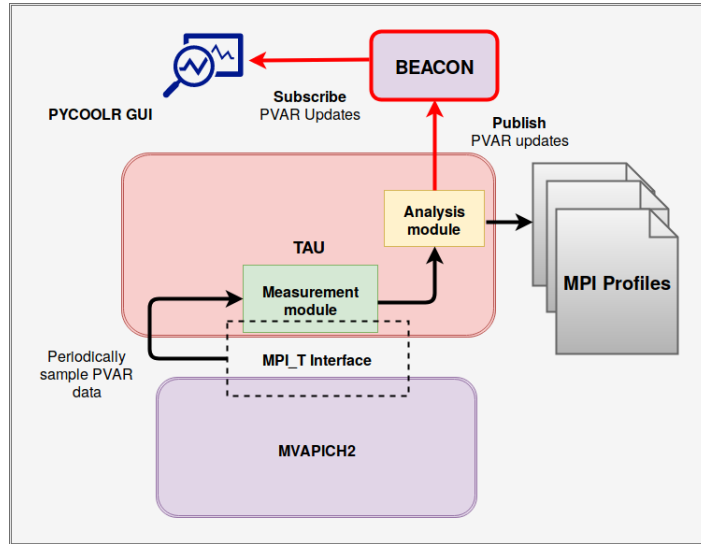 BEACON
Subscribe
PVAR Updates
PYCOOLR GUI
Publish
PVAR updates
Analysis
module
TAU
Measurement
module
MPI Profiles
MPI_T Interface
Periodically
sample PVAR
data
MVAPICH2